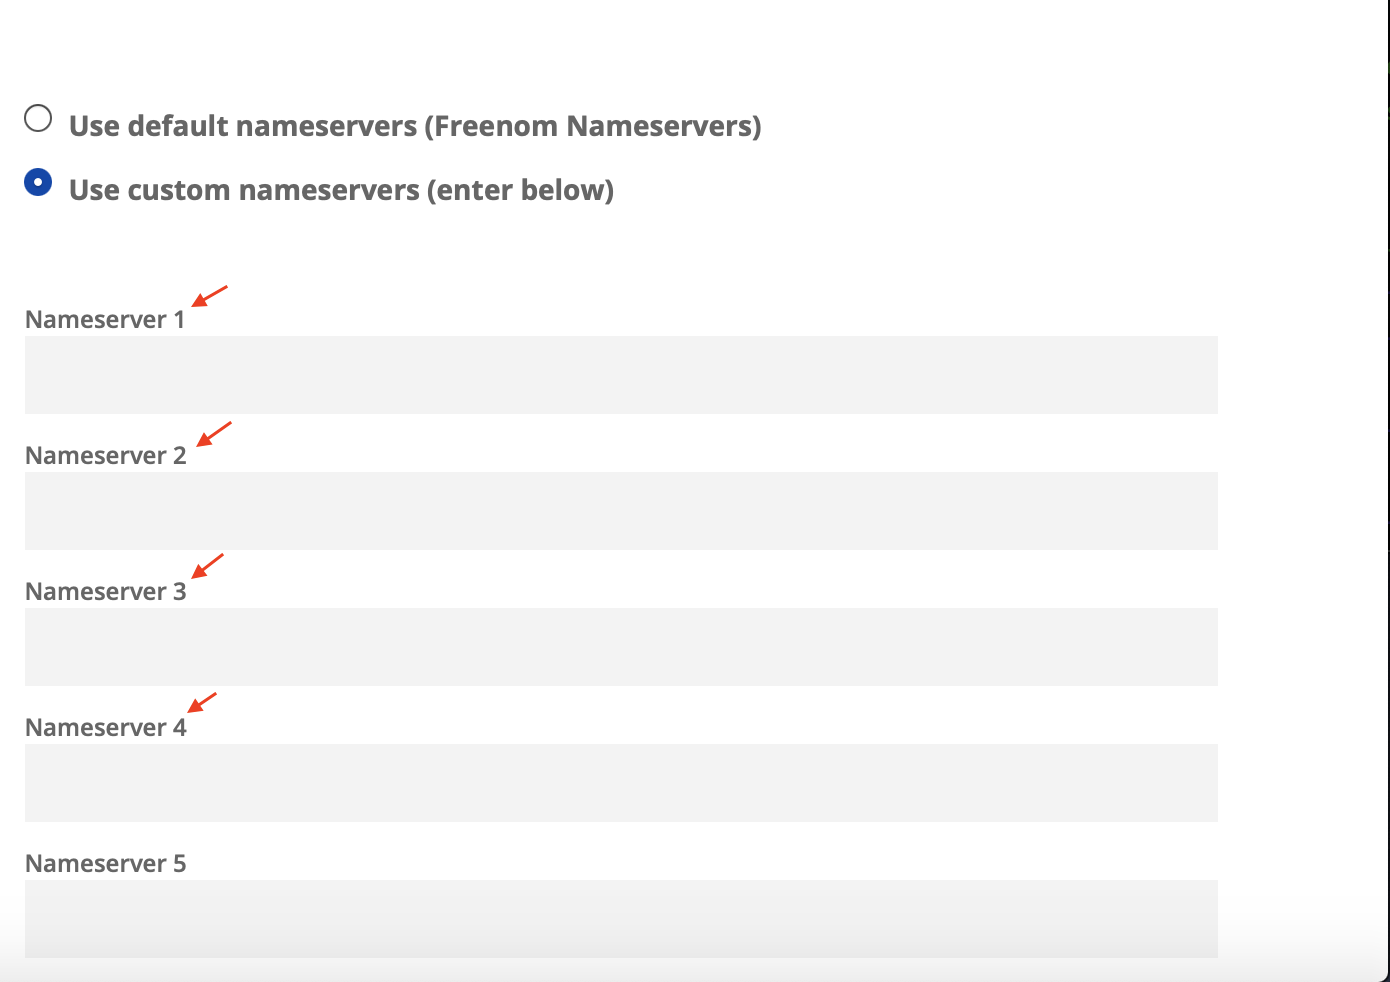 Use default nameservers (Freenom Nameservers)
Use custom nameservers (enter below)
Nameserver 1
Nameserver 2
Nameserver 3
Nameserver 4
Nameserver 5